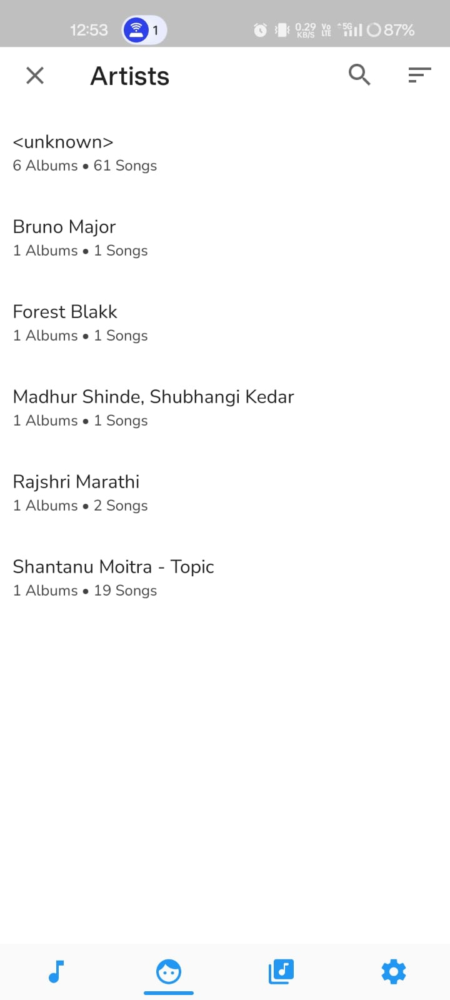 12:53 1 0.29 KB/S Vo LTE 5G 87%
Artists
<unknown>
6 Albums • 61 Songs
Bruno Major
1 Albums • 1 Songs
Forest Blakk
1 Albums • 1 Songs
Madhur Shinde, Shubhangi Kedar
1 Albums • 1 Songs
Rajshri Marathi
1 Albums • 2 Songs
Shantanu Moitra - Topic
1 Albums • 19 Songs